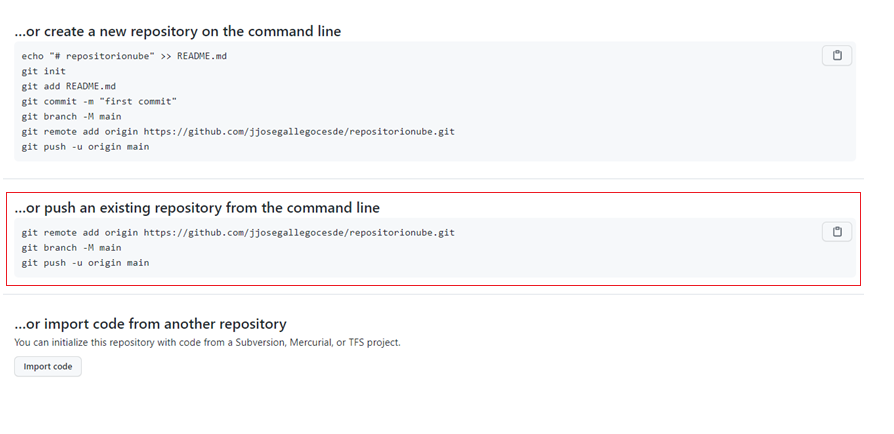 ...or create a new repository on the command line
echo "# repositorionube" >> README.md
git init
git add README.md
git commit -m "first commit"
git branch -M main
git remote add origin https://github.com/jjosegallegocesde/repositorionube.git
git push -u origin main
...or push an existing repository from the command line
git remote add origin https://github.com/jjosegallegocesde/repositorionube.git
git branch -M main
git push -u origin main
...or import code from another repository
You can initialize this repository with code from a Subversion, Mercurial, or TFS project.
Import code